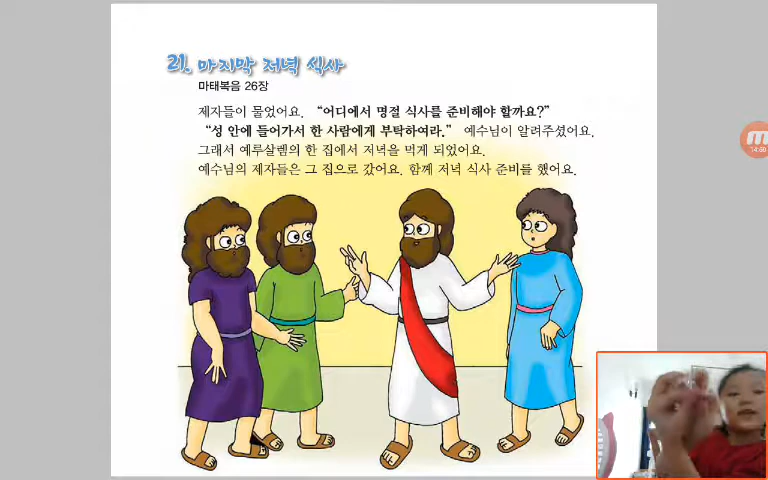 21. 마지막 저녁 식사
마태복음 26장
제자들이 물었어요. “어디에서 명절 식사를 준비해야 할까요?”
“성 안에 들어가서 한 사람에게 부탁하여라.” 예수님이 알려주셨어요.
그래서 예루살렘의 한 집에서 저녁을 먹게 되었어요.
예수님의 제자들은 그 집으로 갔어요. 함께 저녁 식사 준비를 했어요.